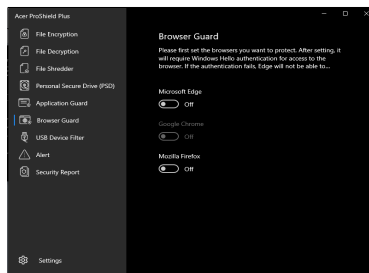 Acer ProShield Plus
File Encryption
File Decryption
File Shredder
Personal Secure Drive (PSD)
Application Guard
Browser Guard
USB Device Filter
Alert
Security Report
Settings
Browser Guard
Please first set the browsers you want to protect. After setting, it
will require Windows Hello authentication for access to the
browser. If the authentication fails, Edge will not be able to...
Microsoft Edge
Off
Google Chrome
Off
Mozilla Firefox
Off